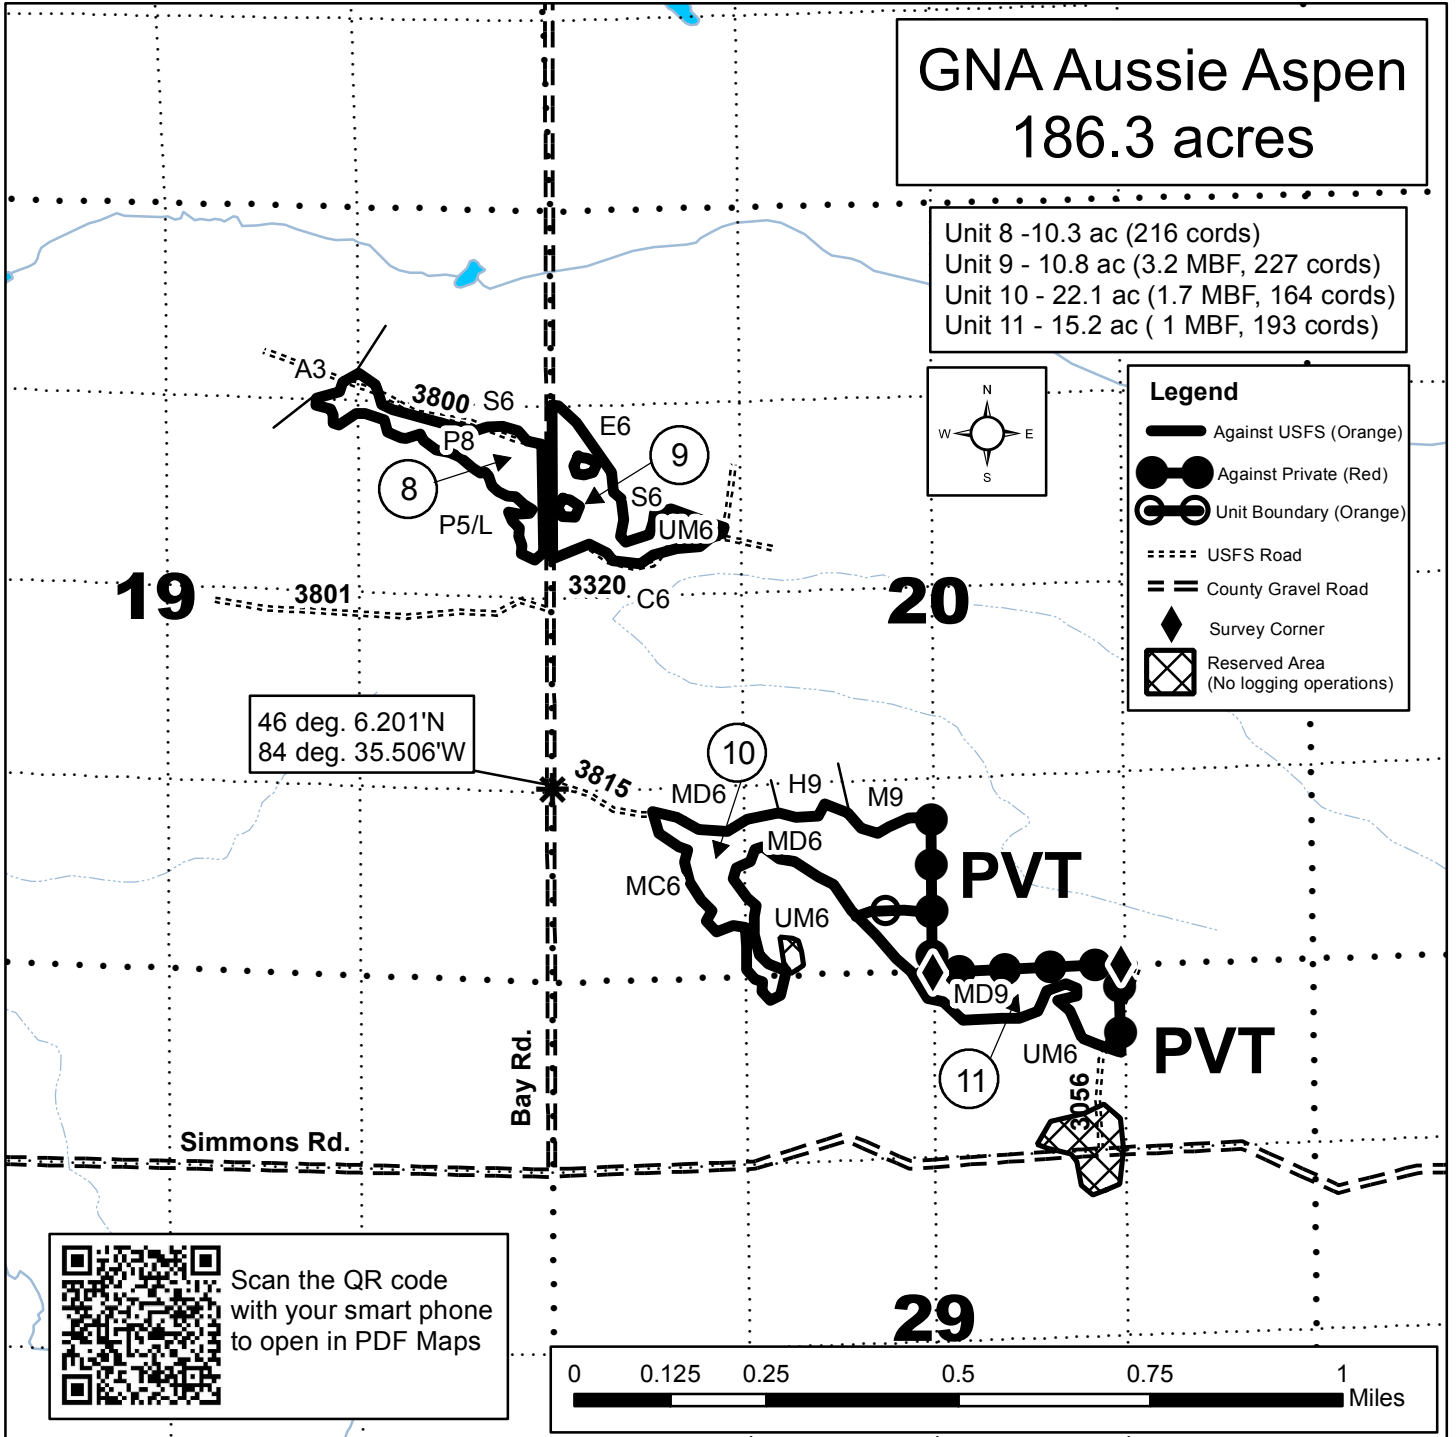 GNA Aussie Aspen
186.3 acres
Unit 8 -10.3 ac (216 cords)
Unit 9 - 10.8 ac (3.2 MBF, 227 cords)
Unit 10 - 22.1 ac (1.7 MBF, 164 cords)
Unit 11 - 15.2 ac ( 1 MBF, 193 cords)
N
W
E
S
Legend
Against USFS (Orange)
Against Private (Red)
Unit Boundary (Orange)
USFS Road
County Gravel Road
Survey Corner
Reserved Area
(No logging operations)
A3
3800
S6
P8
E6
8
9
S6
P5/L
UM6
19
3801
3320
C6
20
46 deg. 6.201'N
84 deg. 35.506'W
3815
10
MD6
H9
M9
MD6
MC6
PVT
UM6
MD9
UM6
PVT
11
3056
Bay Rd.
Simmons Rd.
Scan the QR code
with your smart phone
to open in PDF Maps
29
0 0.125 0.25 0.5 0.75 1
Miles